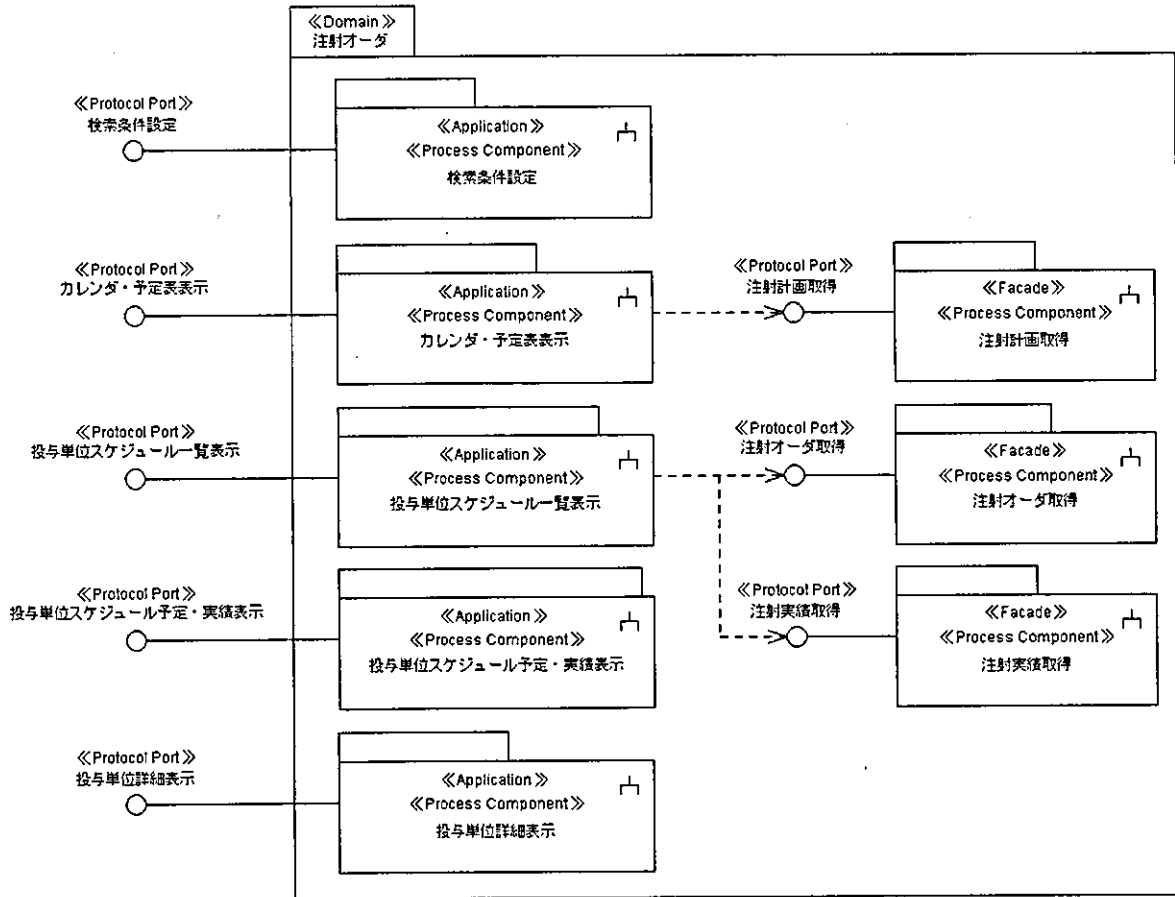 ≪Domain≫
注射オーダ
≪Protocol Port≫
検索条件設定
≪Application≫
≪Process Component≫
検索条件設定
≪Protocol Port≫
カレンダ・予定表表示
≪Application≫
≪Process Component≫
カレンダ・予定表表示
≪Protocol Port≫
注射計画取得
≪Facade≫
≪Process Component≫
注射計画取得
≪Protocol Port≫
投与単位スケジュール一覧表示
≪Application≫
≪Process Component≫
投与単位スケジュール一覧表示
≪Protocol Port≫
注射オーダ取得
≪Facade≫
≪Process Component≫
注射オーダ取得
≪Protocol Port≫
投与単位スケジュール予定・実績表示
≪Application≫
≪Process Component≫
投与単位スケジュール予定・実績表示
≪Protocol Port≫
注射実績取得
≪Facade≫
≪Process Component≫
注射実績取得
≪Protocol Port≫
投与単位詳細表示
≪Application≫
≪Process Component≫
投与単位詳細表示